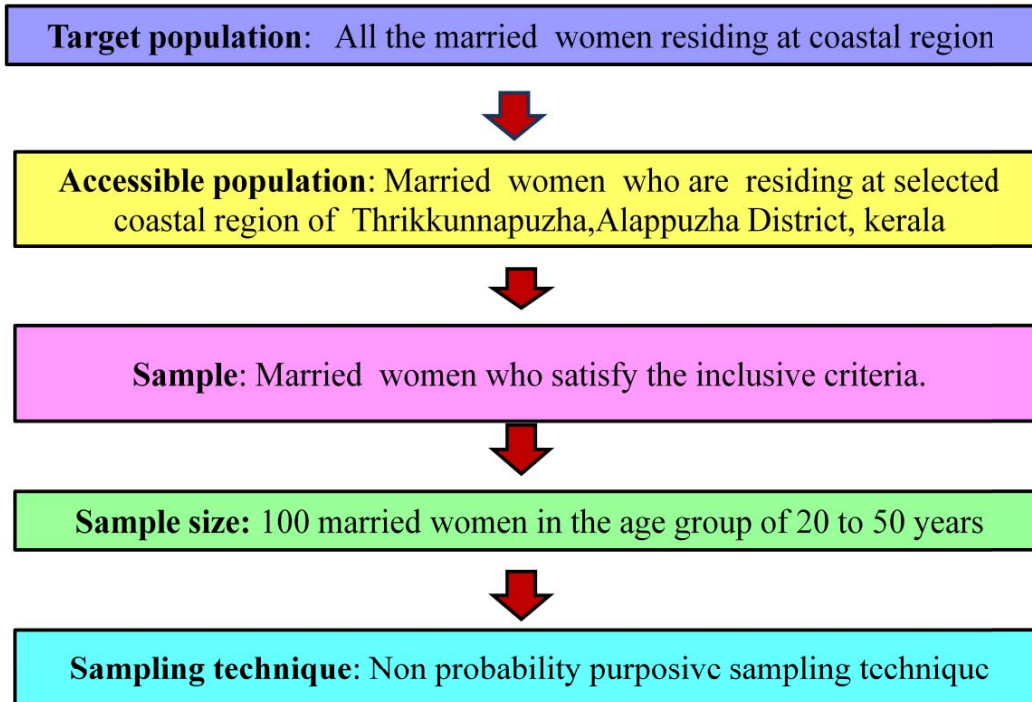 Target population: All the married women residing at coastal region
Accessible population: Married women who are residing at selected
coastal region of Thrikkunnapuzha,Alappuzha District, kerala
Sample: Married women who satisfy the inclusive criteria.
Sample size: 100 married women in the age group of 20 to 50 years
Sampling technique: Non probability purposive sampling technique